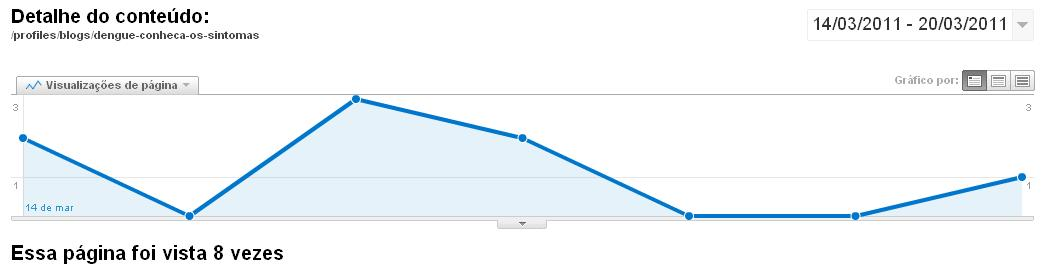 Detalhe do conteúdo:
/profiles/blogs/dengue-conheca-os-sintomas
14/03/2011 - 20/03/2011
Visualizações de página
Gráfico por:
3
3
1
1
14 de mar
Essa página foi vista 8 vezes